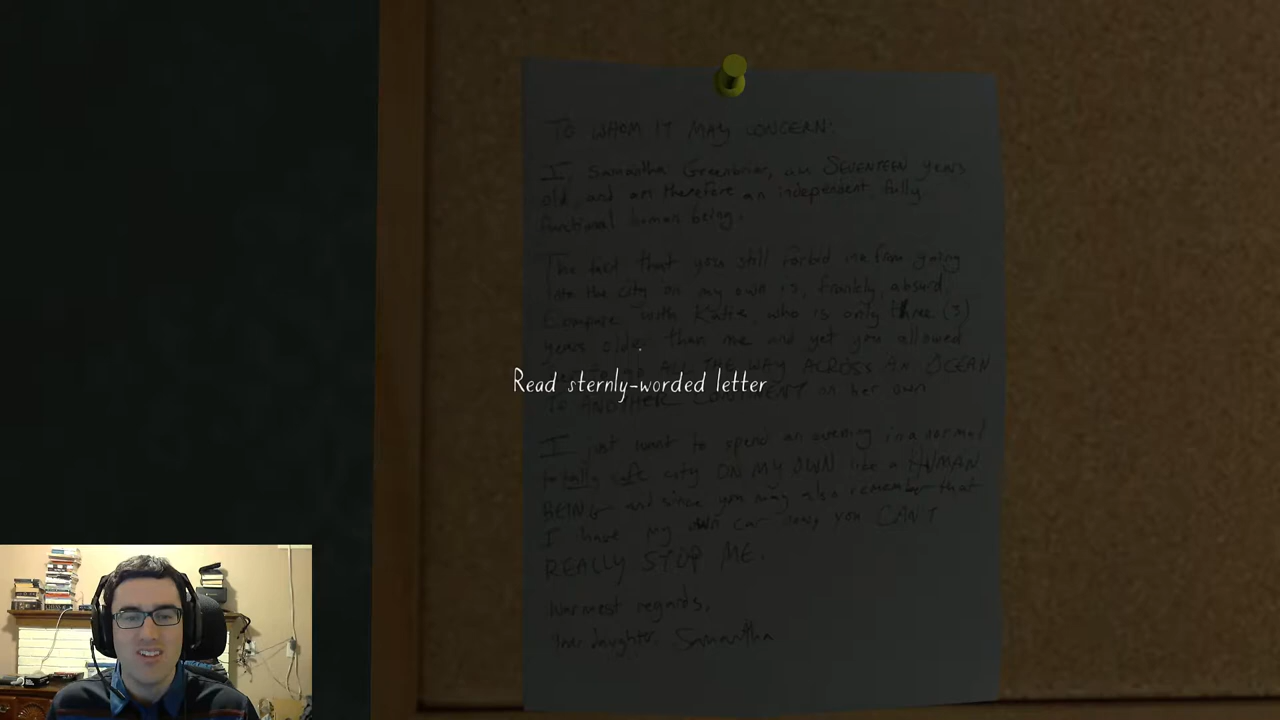 TO WHOM IT MAY CONCERN:
I, Samantha Greenbriar, am SEVENTEEN years
old, and am therefore an independent, fully
functional human being.
The fact that you still forbid me from going
into the city on my own is, frankly absurd.
Compare with Katie, who is only three (3)
years older than me and yet you allowed
ALL THE WAY ACROSS AN OCEAN
Read sternly-worded letter
TO ANOTHER CONTINENT on her own
I just want to spend an evening in a normal
totally safe city ON MY OWN like a HUMAN
BEING and since you may also remember that
I have my own car now you CAN'T
REALLY STOP ME.
Warmest regards,
Your daughter, Samantha